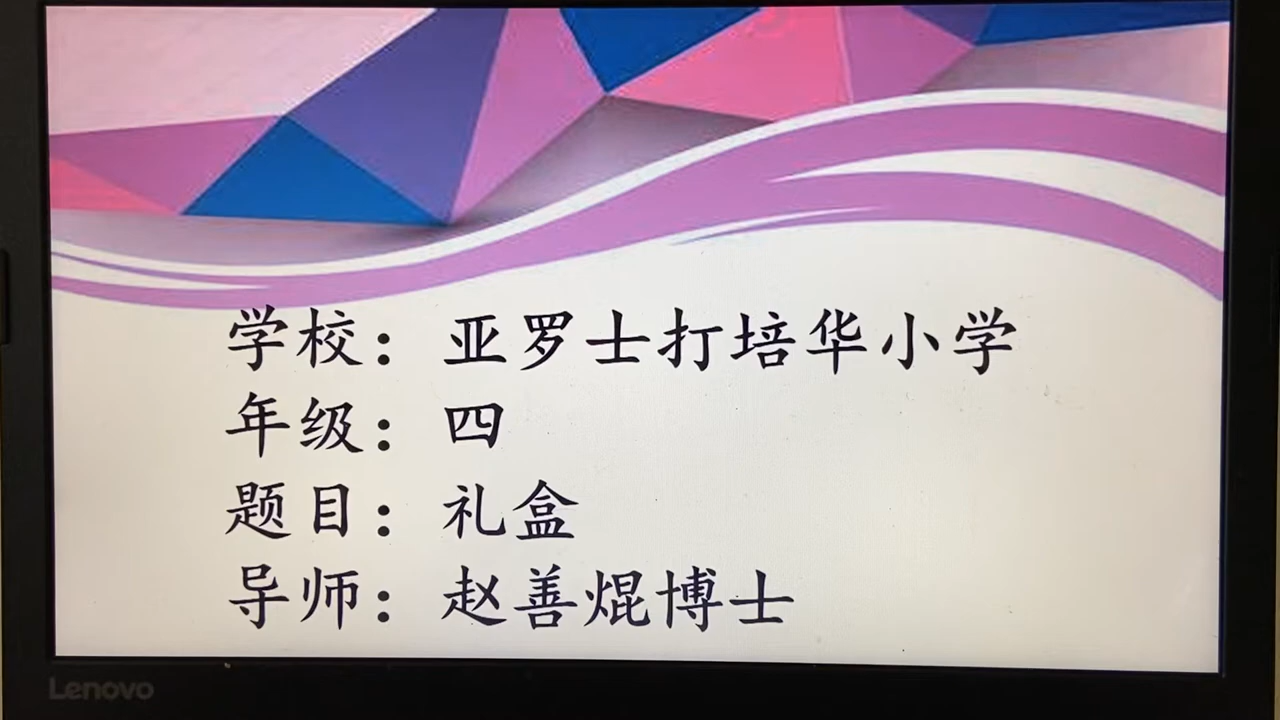 学校：亚罗士打培华小学
年级：四
题目：礼盒
导师：赵善焜博士
Lenovo